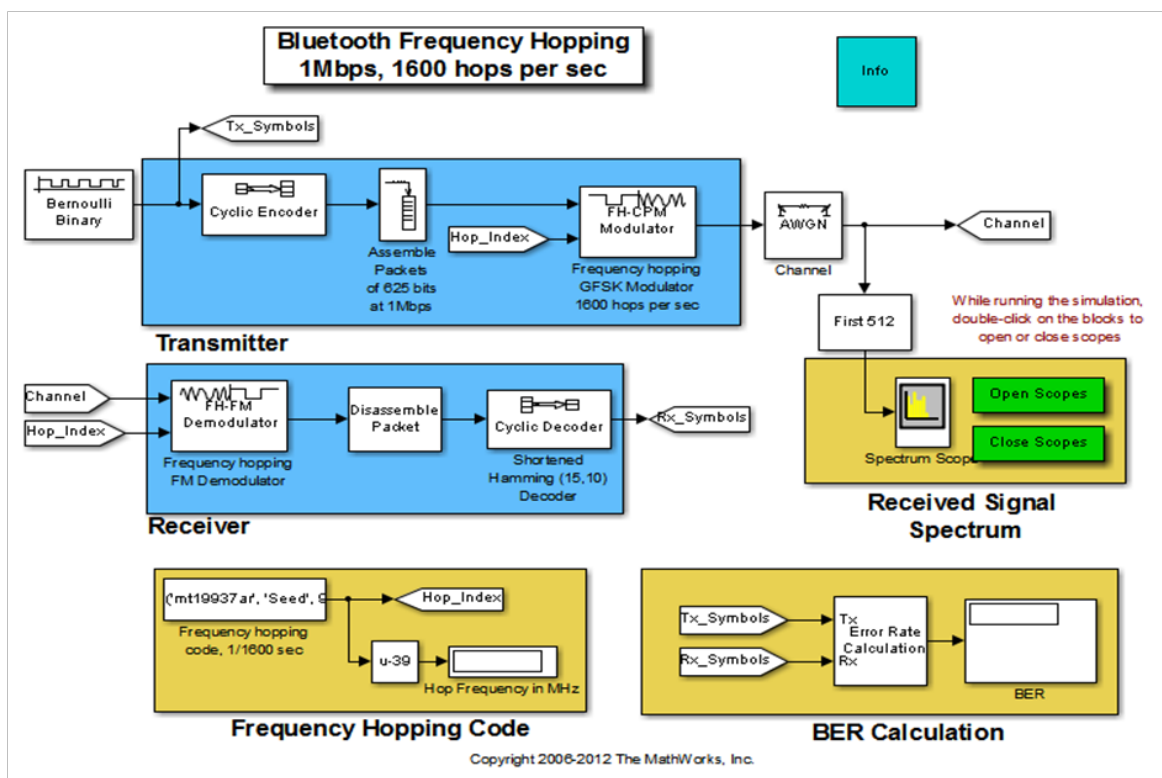 Bluetooth Frequency Hopping
1Mbps, 1600 hops per sec
Info
Tx_Symbols
Bernoulli
Binary
Cyclic Encoder
Assemble
Packets
of 625 bits
at 1Mbps
Hop_Index
FH-CPM
Modulator
Frequency hopping
GFSK Modulator
1600 hops per sec
Transmitter
AWGN
Channel
Channel
First 512
While running the simulation,
double-click on the blocks to
open or close scopes
Channel
Hop_Index
FH-FM
Demodulator
Frequency hopping
FM Demodulator
Disassemble
Packet
Cyclic Decoder
Shortened
Hamming (15,10)
Decoder
Rx_Symbols
Receiver
Spectrum Scope
Open Scopes
Close Scopes
Received Signal
Spectrum
('mt19937ar', 'Seed', 9
Frequency hopping
code, 1/1600 sec
Hop_Index
u-39
Hop Frequency in MHz
Frequency Hopping Code
Tx_Symbols
Rx_Symbols
Tx
Error Rate
Calculation
Rx
BER
BER Calculation
Copyright 2006-2012 The MathWorks, Inc.